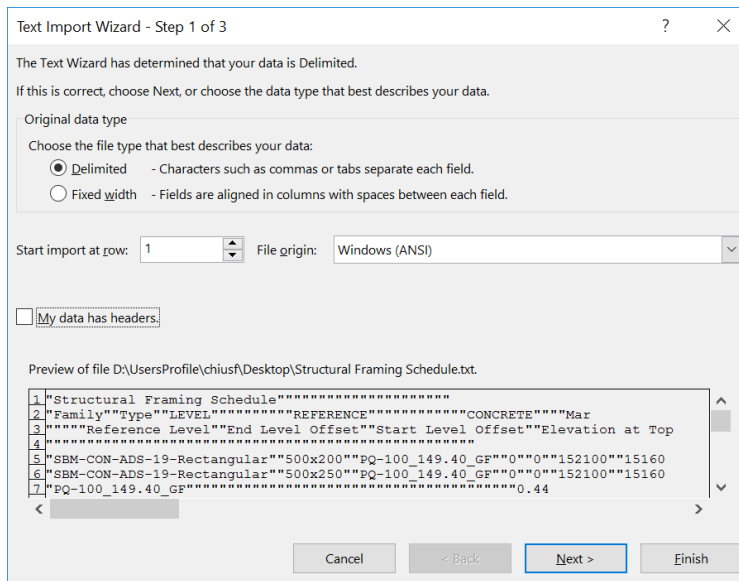 Text Import Wizard - Step 1 of 3
The Text Wizard has determined that your data is Delimited.
If this is correct, choose Next, or choose the data type that best describes your data.
Original data type
Choose the file type that best describes your data:
Delimited - Characters such as commas or tabs separate each field.
Fixed width - Fields are aligned in columns with spaces between each field.
Start import at row: 1 File origin: Windows (ANSI)
My data has headers.
Preview of file D:\UsersProfile\chiusf\Desktop\Structural Framing Schedule.txt.
1 "Structural Framing Schedule"""""""""""""""""""""
2 "Family""Type""LEVEL""""""""""REFERENCE""""""""""""CONCRETE""""Mar
3 """""Reference Level""End Level Offset""Start Level Offset""Elevation at Top
4 """"""""""""""""""""""""""""""""""""""""""""""""""""
5 "SBM-CON-ADS-19-Rectangular""500x200""PQ-100_149.40_GF""0""0""152100""15160
6 "SBM-CON-ADS-19-Rectangular""500x250""PQ-100_149.40_GF""0""0""152100""15160
7 "PQ-100_149.40_GF""""""""""""""""""""""""""""""""""""""""0.44
Cancel < Back Next > Finish